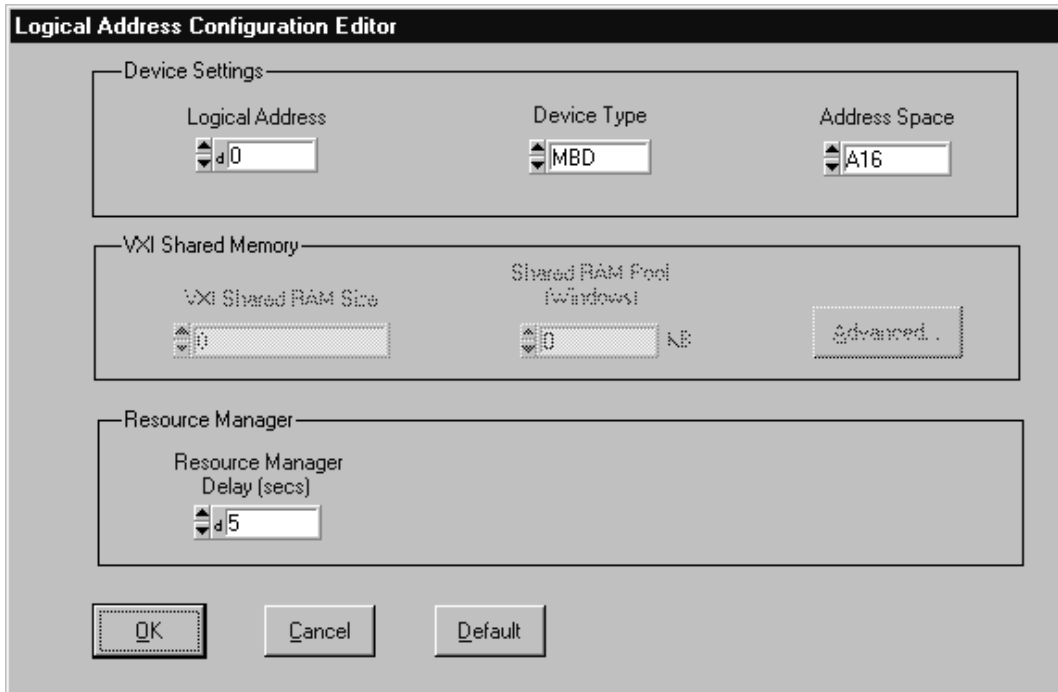 Logical Address Configuration Editor
Device Settings
Logical Address
Device Type
Address Space
d 0
MBD
A16
VXI Shared Memory
VXI Shared RAM Size
Shared RAM Pool
(Windows)
0
0
KB
Advanced...
Resource Manager
Resource Manager
Delay (secs)
d 5
OK
Cancel
Default